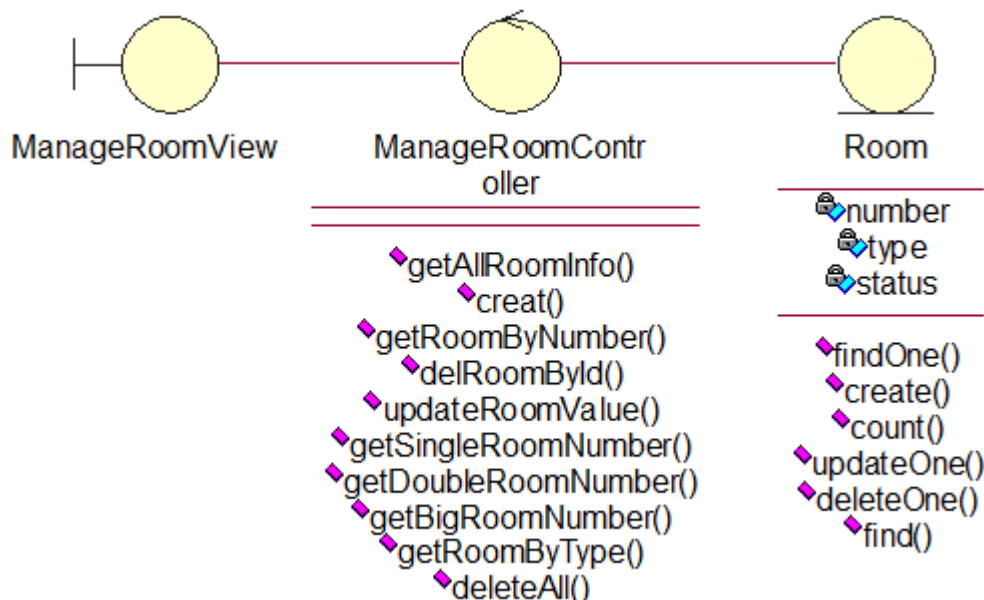 ManageRoomView
ManageRoomContr
oller
getAllRoomInfo()
creat()
getRoomByNumber()
delRoomById()
updateRoomValue()
getSingleRoomNumber()
getDoubleRoomNumber()
getBigRoomNumber()
getRoomByType()
deleteAll()
Room
number
type
status
findOne()
create()
count()
updateOne()
deleteOne()
find()